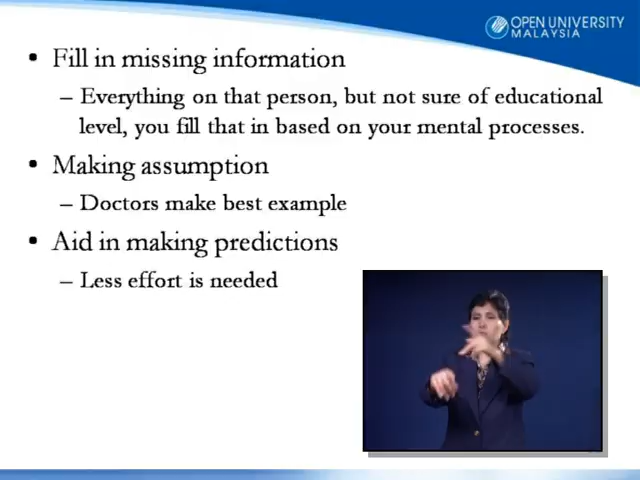 OPEN UNIVERSITY
MALAYSIA
• Fill in missing information
– Everything on that person, but not sure of educational
level, you fill that in based on your mental processes.
• Making assumption
– Doctors make best example
• Aid in making predictions
– Less effort is needed